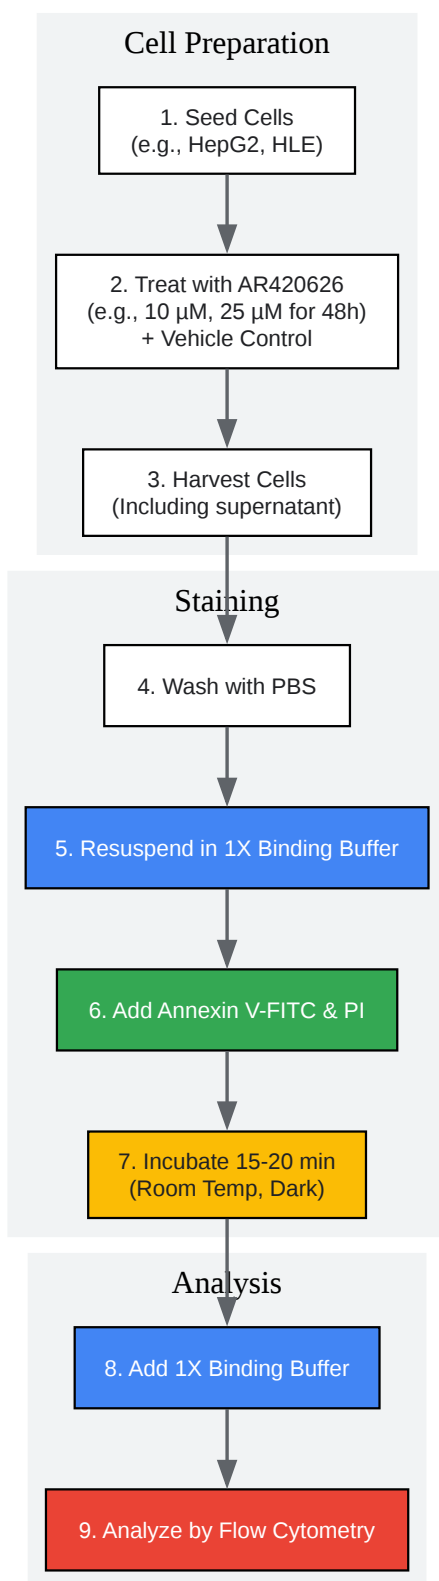 Cell Preparation
1. Seed Cells
(e.g., HepG2, HLE)
2. Treat with AR420626
(e.g., 10 µM, 25 µM for 48h)
+ Vehicle Control
3. Harvest Cells
(Including supernatant)
Staining
4. Wash with PBS
5. Resuspend in 1X Binding Buffer
6. Add Annexin V-FITC & PI
7. Incubate 15-20 min
(Room Temp, Dark)
Analysis
8. Add 1X Binding Buffer
9. Analyze by Flow Cytometry